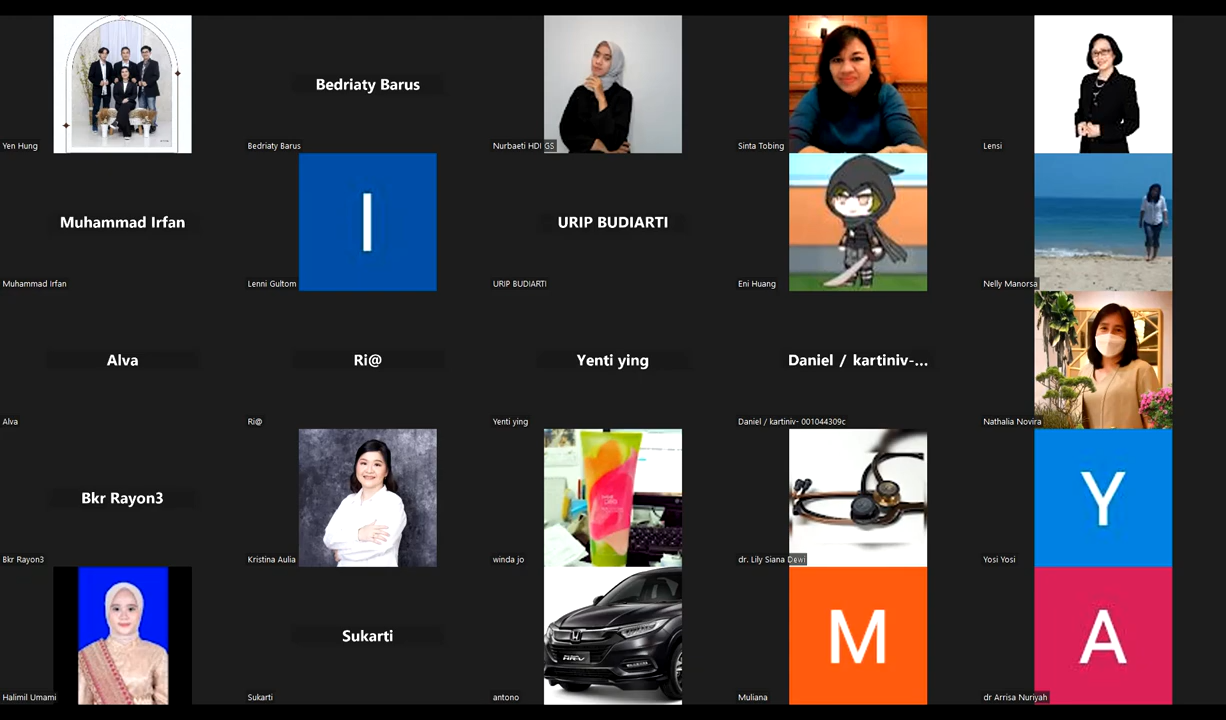 Yen Hung
Bedriaty Barus
Bedriaty Barus
Nurbaeti HDI GS
Sinta Tobing
Lensi
Muhammad Irfan
Muhammad Irfan
I
Lenni Gultom
URIP BUDIARTI
URIP BUDIARTI
Eni Huang
Nelly Manorsa
Alva
Alva
Ri@
Ri@
Yenti ying
Yenti ying
Daniel / kartiniv-...
Daniel / kartiniv- 001044309c
Nathalia Novira
Bkr Rayon3
Bkr Rayon3
Kristina Aulia
winda jo
dr. Lily Siana Dewi
Y
Yosi Yosi
Halimil Umami
Sukarti
Sukarti
antono
M
Muliana
A
dr Arrisa Nuriyah